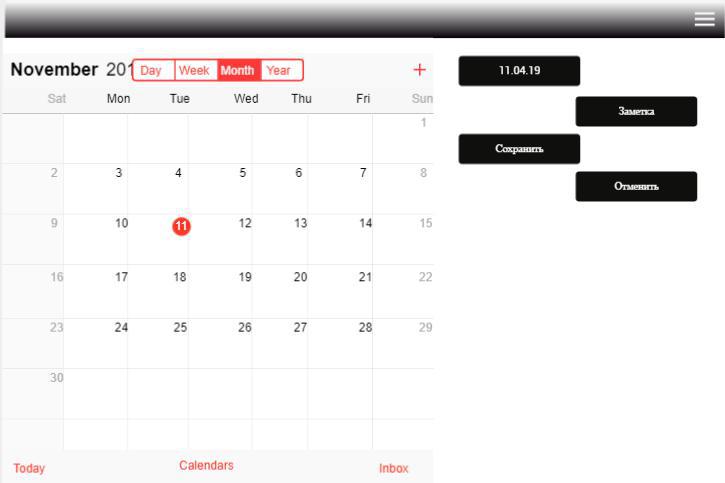 November 201 Day Week Month Year +
Sat Mon Tue Wed Thu Fri Sun
1
2 3 4 5 6 7 8
9 10 11 12 13 14 15
16 17 18 19 20 21 22
23 24 25 26 27 28 29
30
Today Calendars Inbox
11.04.19
Заметка
Сохранить
Отменить